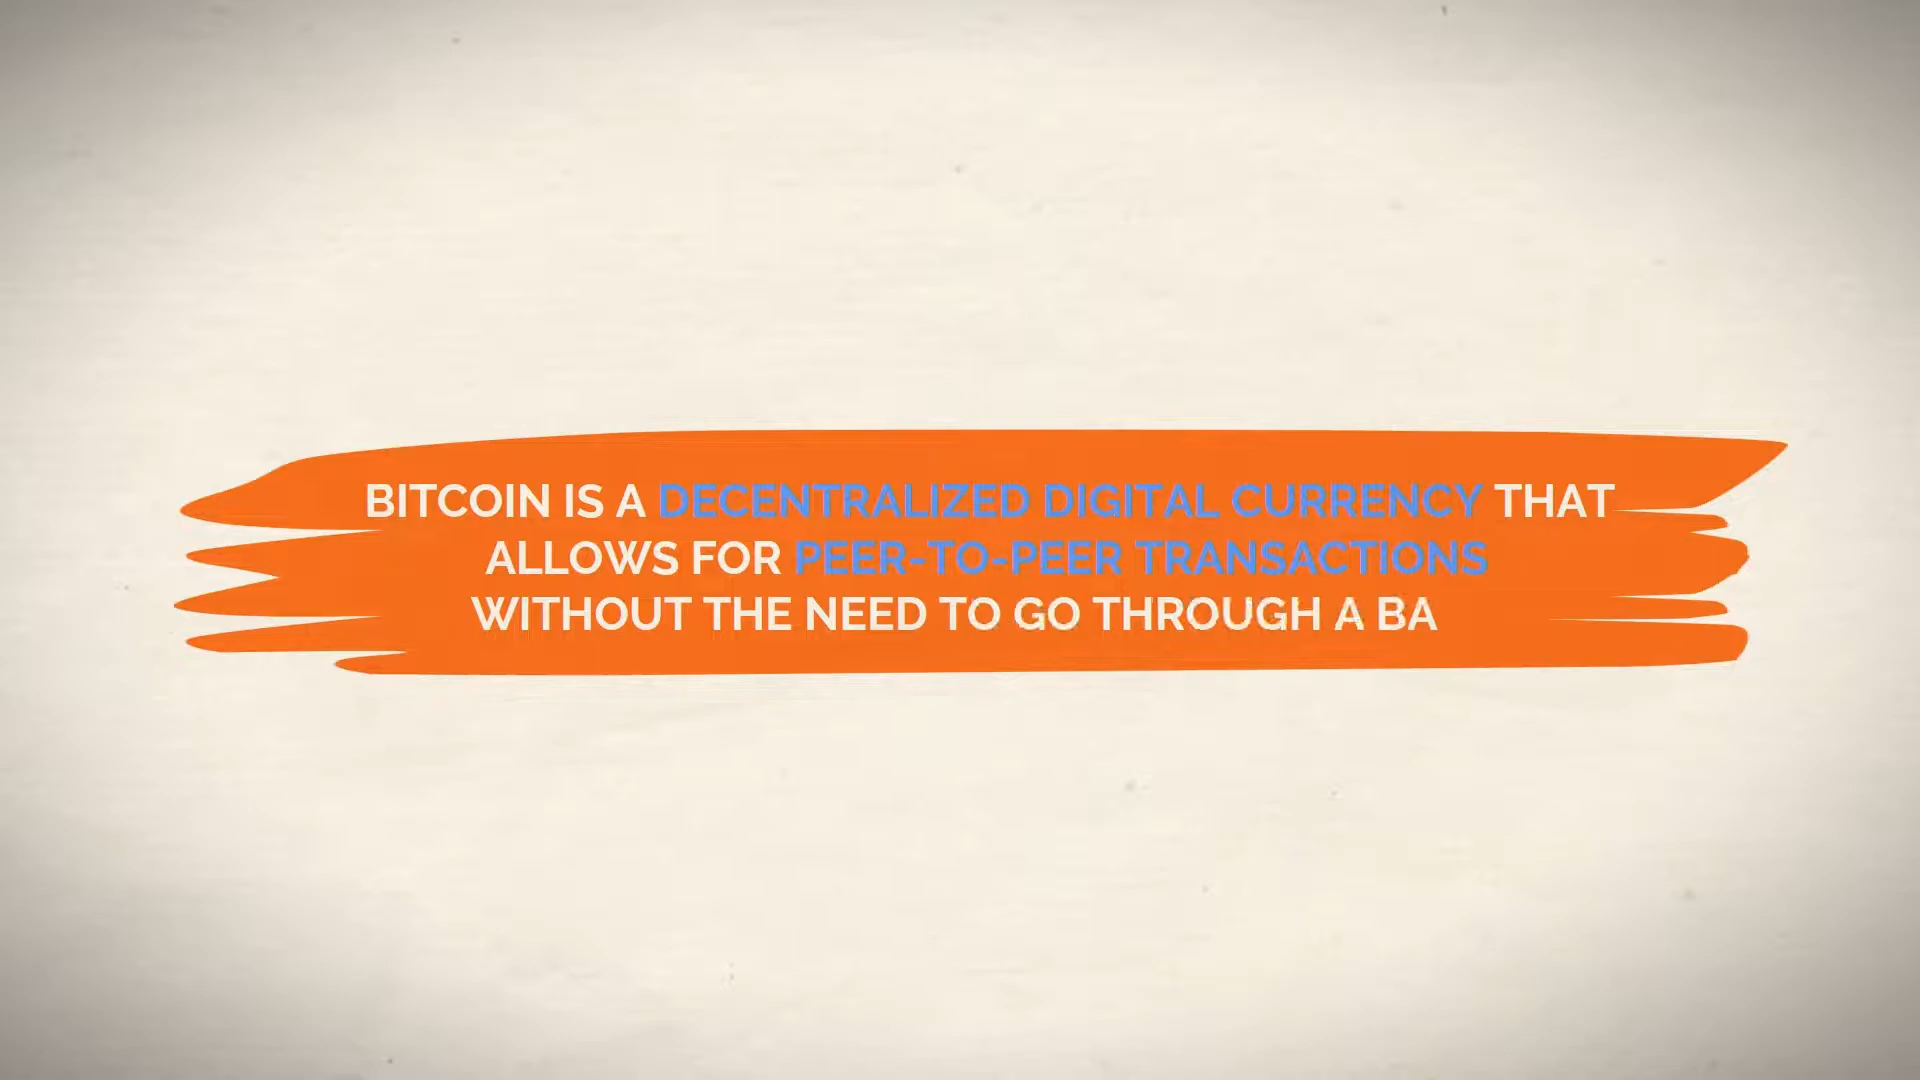 BITCOIN IS A DECENTRALIZED DIGITAL CURRENCY THAT
ALLOWS FOR PEER-TO-PEER TRANSACTIONS
WITHOUT THE NEED TO GO THROUGH A BA